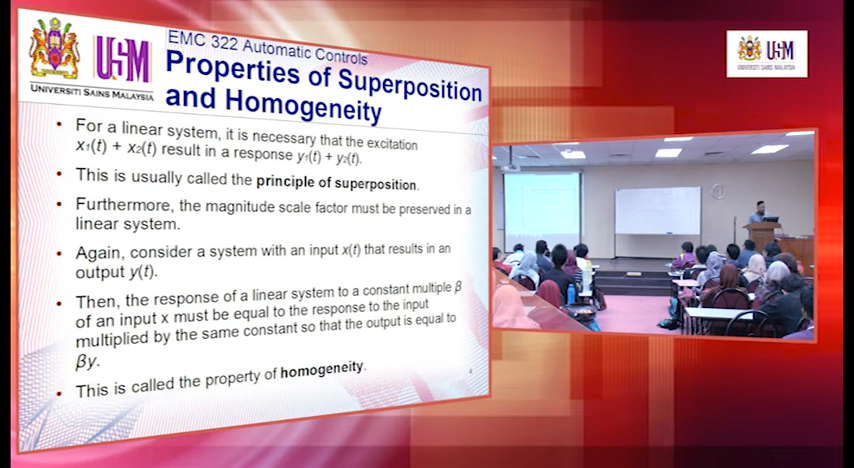 USM
UNIVERSITI SAINS MALAYSIA
EMC 322 Automatic Controls
Properties of Superposition
and Homogeneity
• For a linear system, it is necessary that the excitation
x1(t) + x2(t) result in a response y1(t) + y2(t).
• This is usually called the principle of superposition.
• Furthermore, the magnitude scale factor must be preserved in a
linear system.
• Again, consider a system with an input x(t) that results in an
output y(t).
• Then, the response of a linear system to a constant multiple β
of an input x must be equal to the response to the input
multiplied by the same constant so that the output is equal to
βy.
• This is called the property of homogeneity.
USM
UNIVERSITI SAINS MALAYSIA